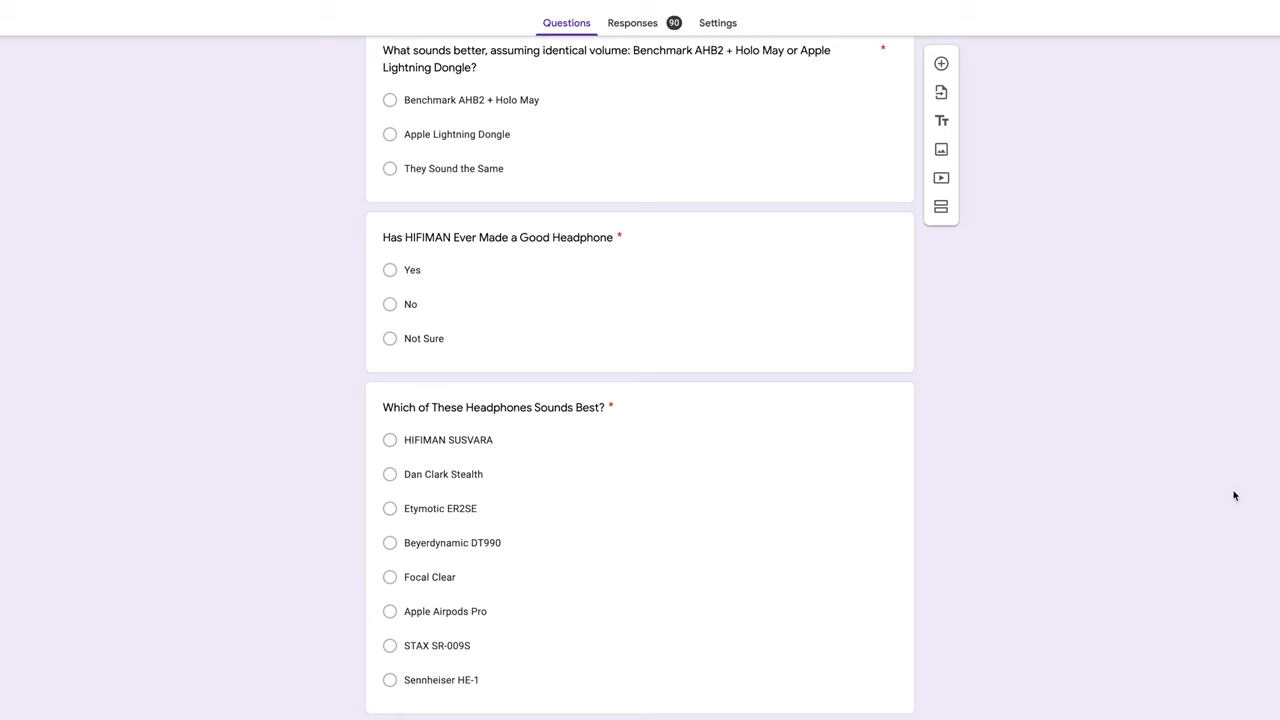 Questions
Responses 90
Settings
What sounds better, assuming identical volume: Benchmark AHB2 + Holo May or Apple *
Lightning Dongle?
Benchmark AHB2 + Holo May
Apple Lightning Dongle
They Sound the Same
Has HIFIMAN Ever Made a Good Headphone *
Yes
No
Not Sure
Which of These Headphones Sounds Best? *
HIFIMAN SUSVARA
Dan Clark Stealth
Etymotic ER2SE
Beyerdynamic DT990
Focal Clear
Apple Airpods Pro
STAX SR-009S
Sennheiser HE-1
Tт